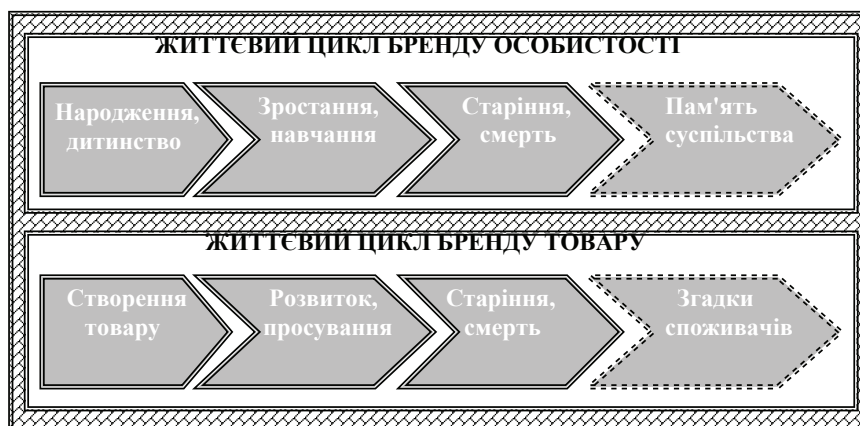 ЖИТТЄВИЙ ЦИКЛ БРЕНДУ ОСОБИСТОСТІ
Народження,
дитинство
Зростання,
навчання
Старіння,
смерть
Пам'ять
суспільства
ЖИТТЄВИЙ ЦИКЛ БРЕНДУ ТОВАРУ
Створення
товару
Розвиток,
просування
Старіння,
смерть
Згадки
споживачів